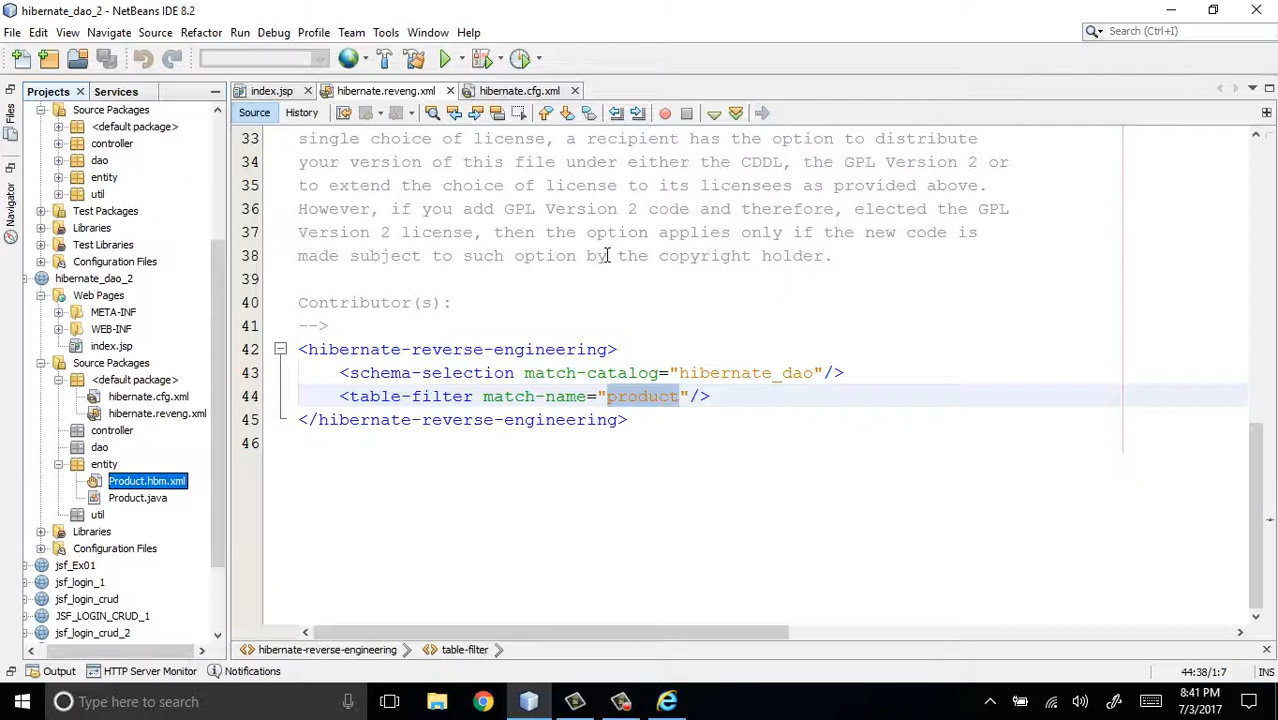 hibernate_dao_2 - NetBeans IDE 8.2
File Edit View Navigate Source Refactor Run Debug Profile Team Tools Window Help
Search (Ctrl+I)
Projects Services
index.jsp hibernate.reveng.xml hibernate.cfg.xml
Source History
Files
Navigator
Source Packages
<default package>
controller
dao
entity
util
Test Packages
Libraries
Test Libraries
Configuration Files
hibernate_dao_2
Web Pages
META-INF
WEB-INF
index.jsp
Source Packages
<default package>
hibernate.cfg.xml
hibernate.reveng.xml
controller
dao
entity
Product.hbm.xml
Product.java
util
Libraries
Configuration Files
jsf_Ex01
jsf_login_1
jsf_login_crud
JSF_LOGIN_CRUD_1
jsf_login_crud_2
33 single choice of license, a recipient has the option to distribute
34 your version of this file under either the CDDL, the GPL Version 2 or
35 to extend the choice of license to its licensees as provided above.
36 However, if you add GPL Version 2 code and therefore, elected the GPL
37 Version 2 license, then the option applies only if the new code is
38 made subject to such option by the copyright holder.
39
40 Contributor(s):
41 -->
42 <hibernate-reverse-engineering>
43 <schema-selection match-catalog="hibernate_dao"/>
44 <table-filter match-name="product"/>
45 </hibernate-reverse-engineering>
46
hibernate-reverse-engineering table-filter
Output HTTP Server Monitor Notifications
44:38/1:7 INS
Type here to search
8:41 PM
7/3/2017